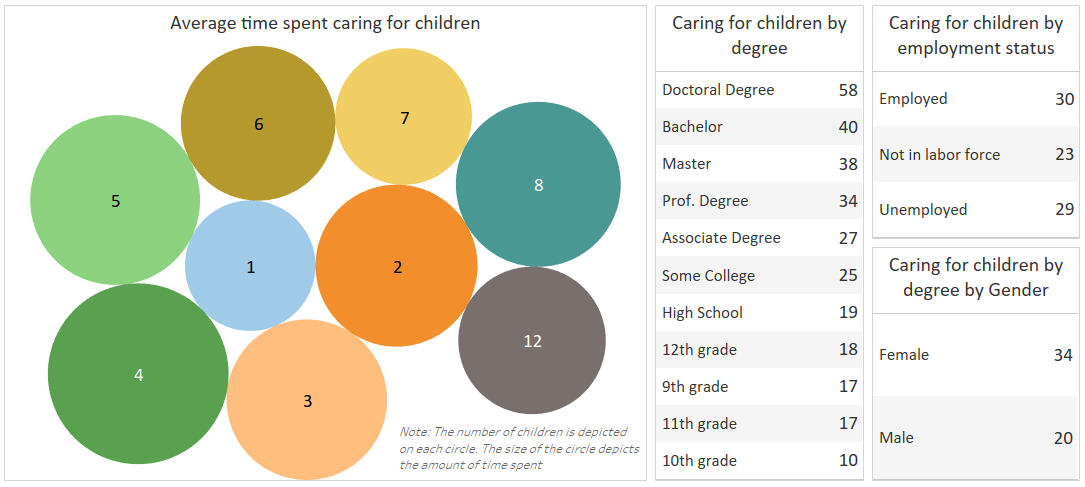 Average time spent caring for children
6
7
8
5
1
2
12
4
3
Note: The number of children is depicted
on each circle. The size of the circle depicts
the amount of time spent
Caring for children by
degree
Doctoral Degree 58
Bachelor 40
Master 38
Prof. Degree 34
Associate Degree 27
Some College 25
High School 19
12th grade 18
9th grade 17
11th grade 17
10th grade 10
Caring for children by
employment status
Employed 30
Not in labor force 23
Unemployed 29
Caring for children by
degree by Gender
Female 34
Male 20